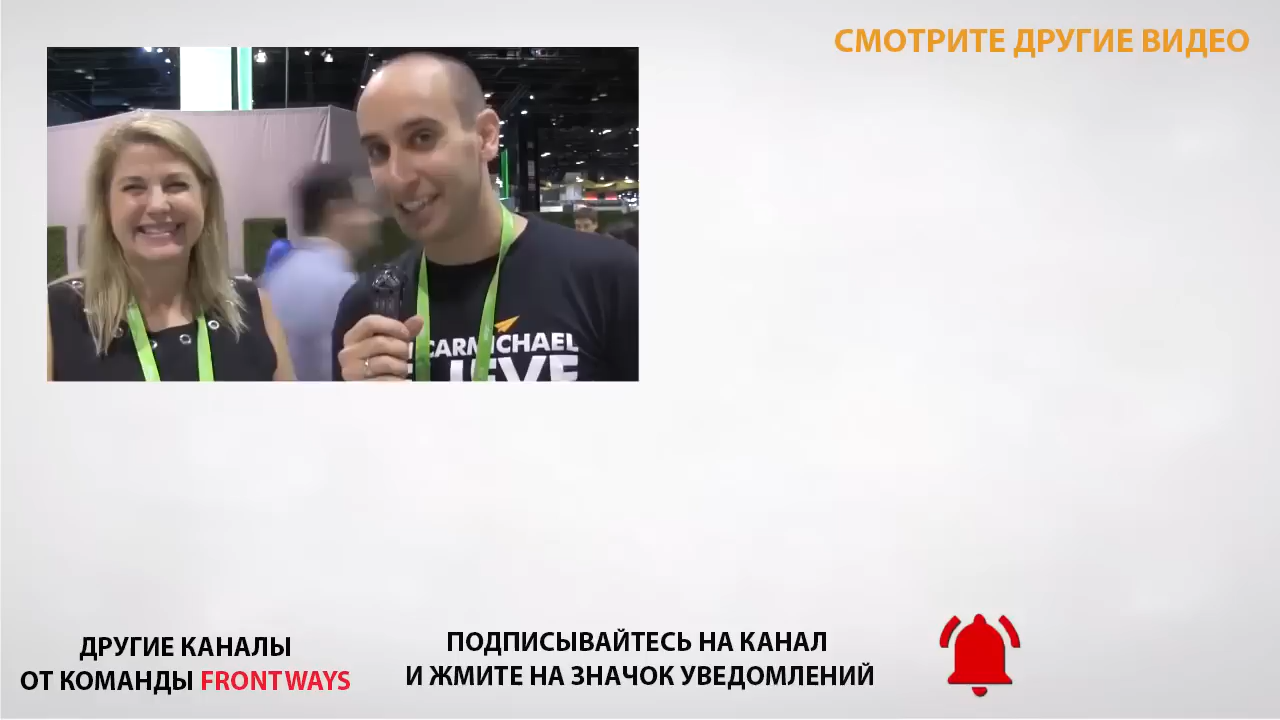 СМОТРИТЕ ДРУГИЕ ВИДЕО
CARMICHAEL
ДРУГИЕ КАНАЛЫ
ОТ КОМАНДЫ FRONTWAYS
ПОДПИСЫВАЙТЕСЬ НА КАНАЛ
И ЖМИТЕ НА ЗНАЧОК УВЕДОМЛЕНИЙ